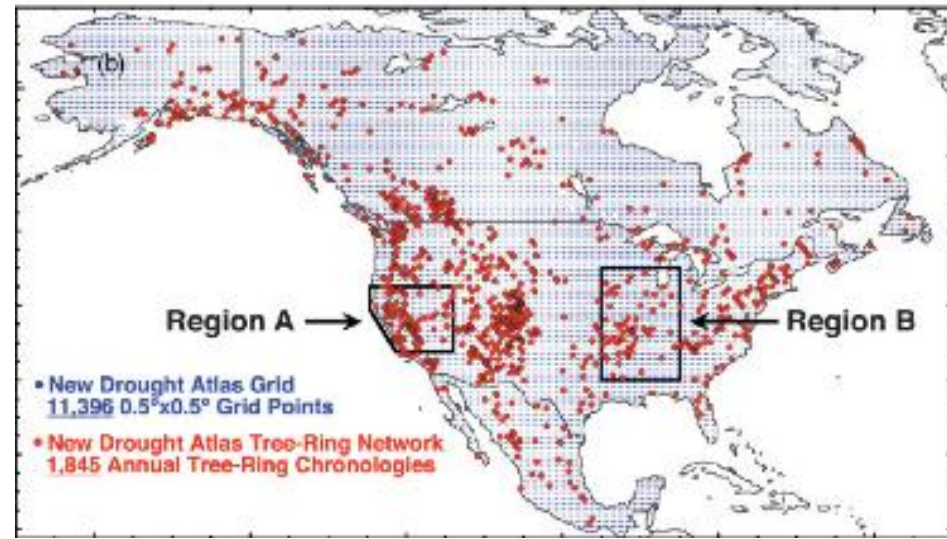 (b)
Region A
Region B
• New Drought Atlas Grid
11,396 0.5°x0.5° Grid Points
• New Drought Atlas Tree-Ring Network
1,845 Annual Tree-Ring Chronologies